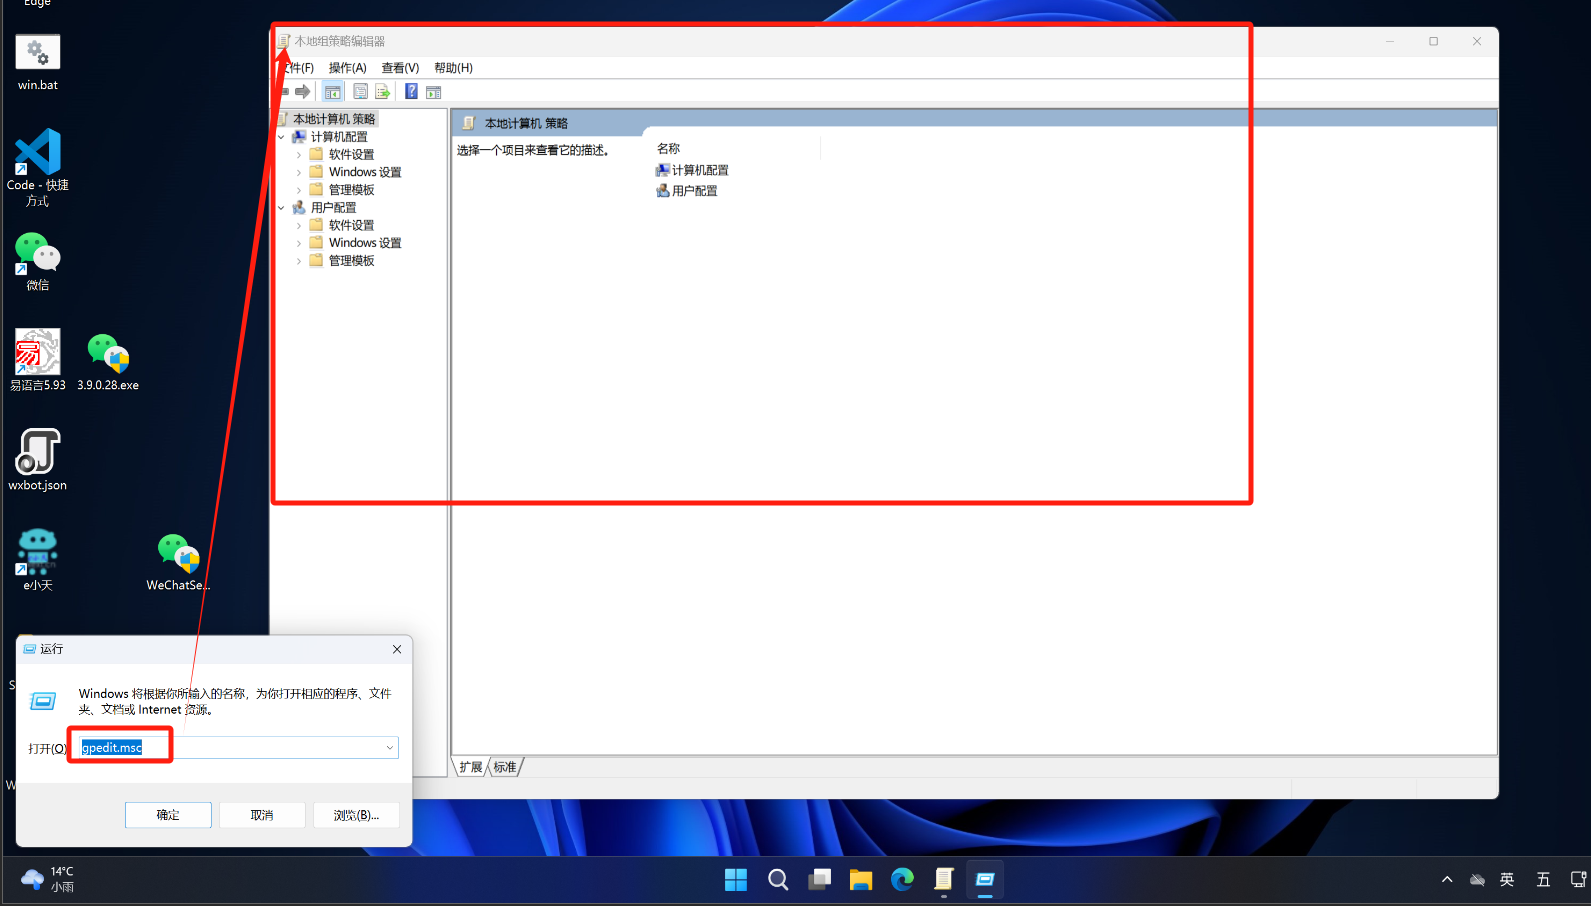 Edge
win.bat
Code - 快捷
方式
微信
易语言5.93
3.9.0.28.exe
wxbot.json
e小天
WeChatSe...
S
W
本地组策略编辑器
文件(F)
操作(A)
查看(V)
帮助(H)
本地计算机 策略
计算机配置
软件设置
Windows 设置
管理模板
用户配置
软件设置
Windows 设置
管理模板
本地计算机 策略
选择一个项目来查看它的描述。
名称
计算机配置
用户配置
扩展
标准
运行
Windows 将根据你所输入的名称，为你打开相应的程序、文件
夹、文档或 Internet 资源。
打开(O)
gpedit.msc
确定
取消
浏览(B)...
14°C
小雨
英
五